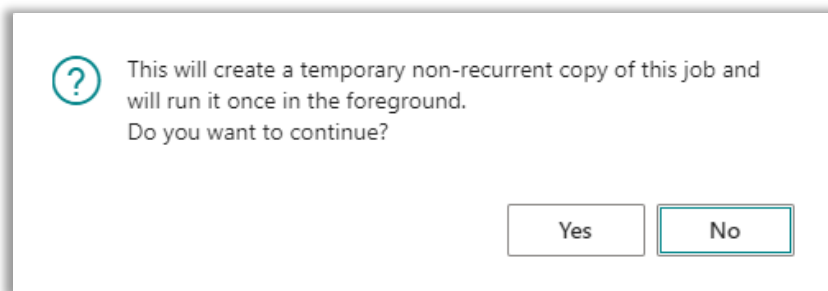 This will create a temporary non-recurrent copy of this job and
will run it once in the foreground.
Do you want to continue?
Yes
No